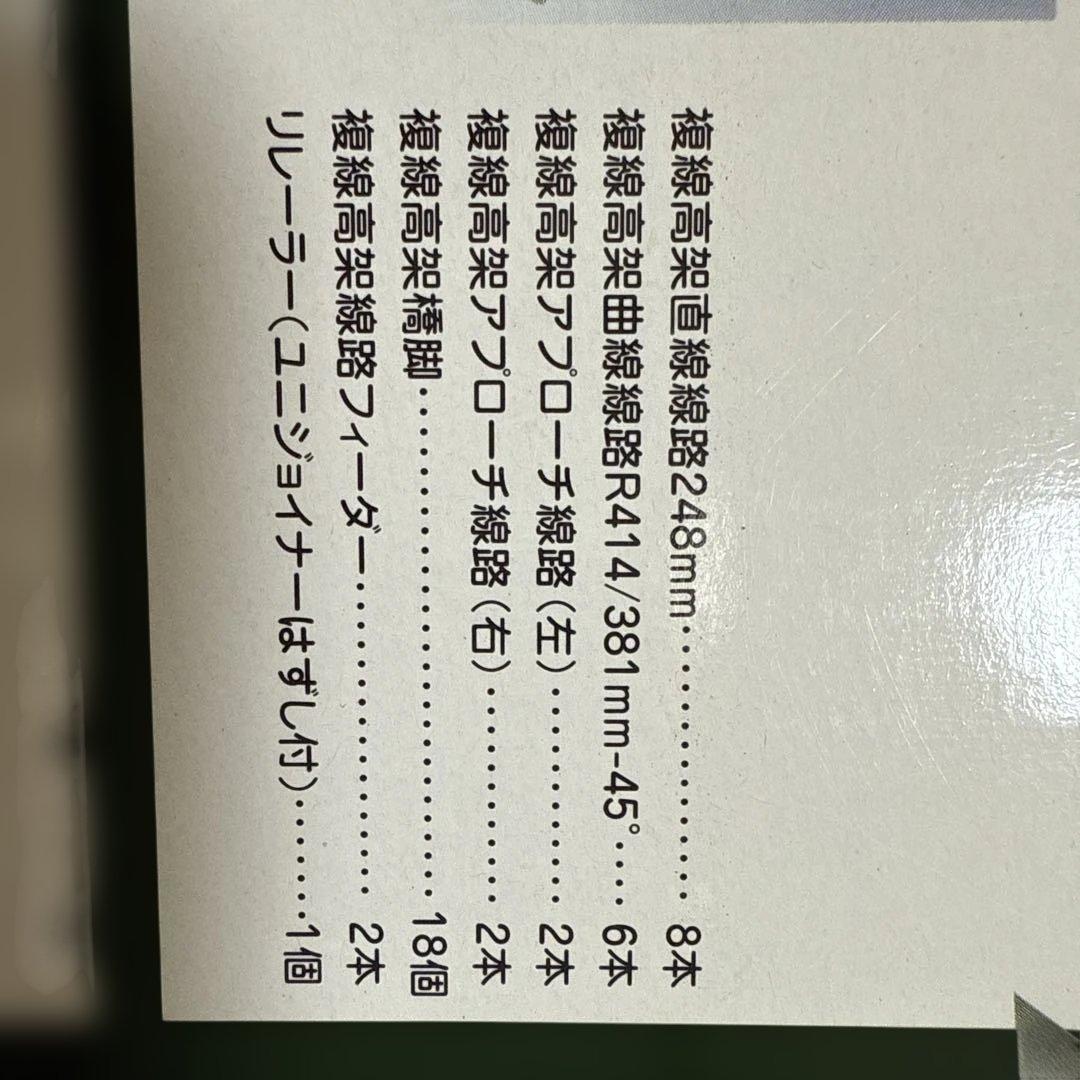 複線高架直線線路248mm‥‥‥‥‥‥‥ 8本
複線高架曲線線路R414/381mm-45°‥‥ 6本
複線高架アプローチ線路(左)‥‥‥‥‥ 2本
複線高架アプローチ線路(右)‥‥‥‥‥ 2本
複線高架橋脚‥‥‥‥‥‥‥‥‥‥‥18個
複線高架線路フィーダー‥‥‥‥‥‥‥ 2本
リレーラー(ユニジョイナーはずし付)‥‥‥1個